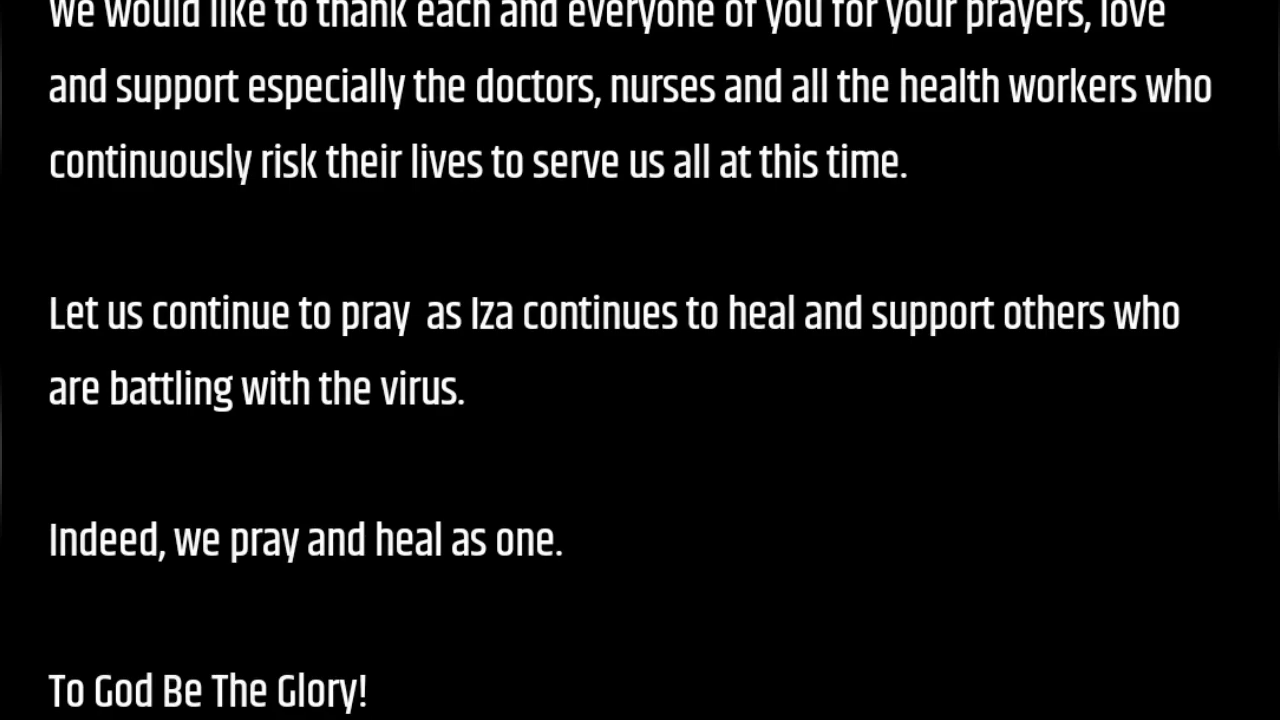 We would like to thank each and everyone of you for your prayers, love
and support especially the doctors, nurses and all the health workers who
continuously risk their lives to serve us all at this time.
Let us continue to pray  as Iza continues to heal and support others who
are battling with the virus.
Indeed, we pray and heal as one.
To God Be The Glory!